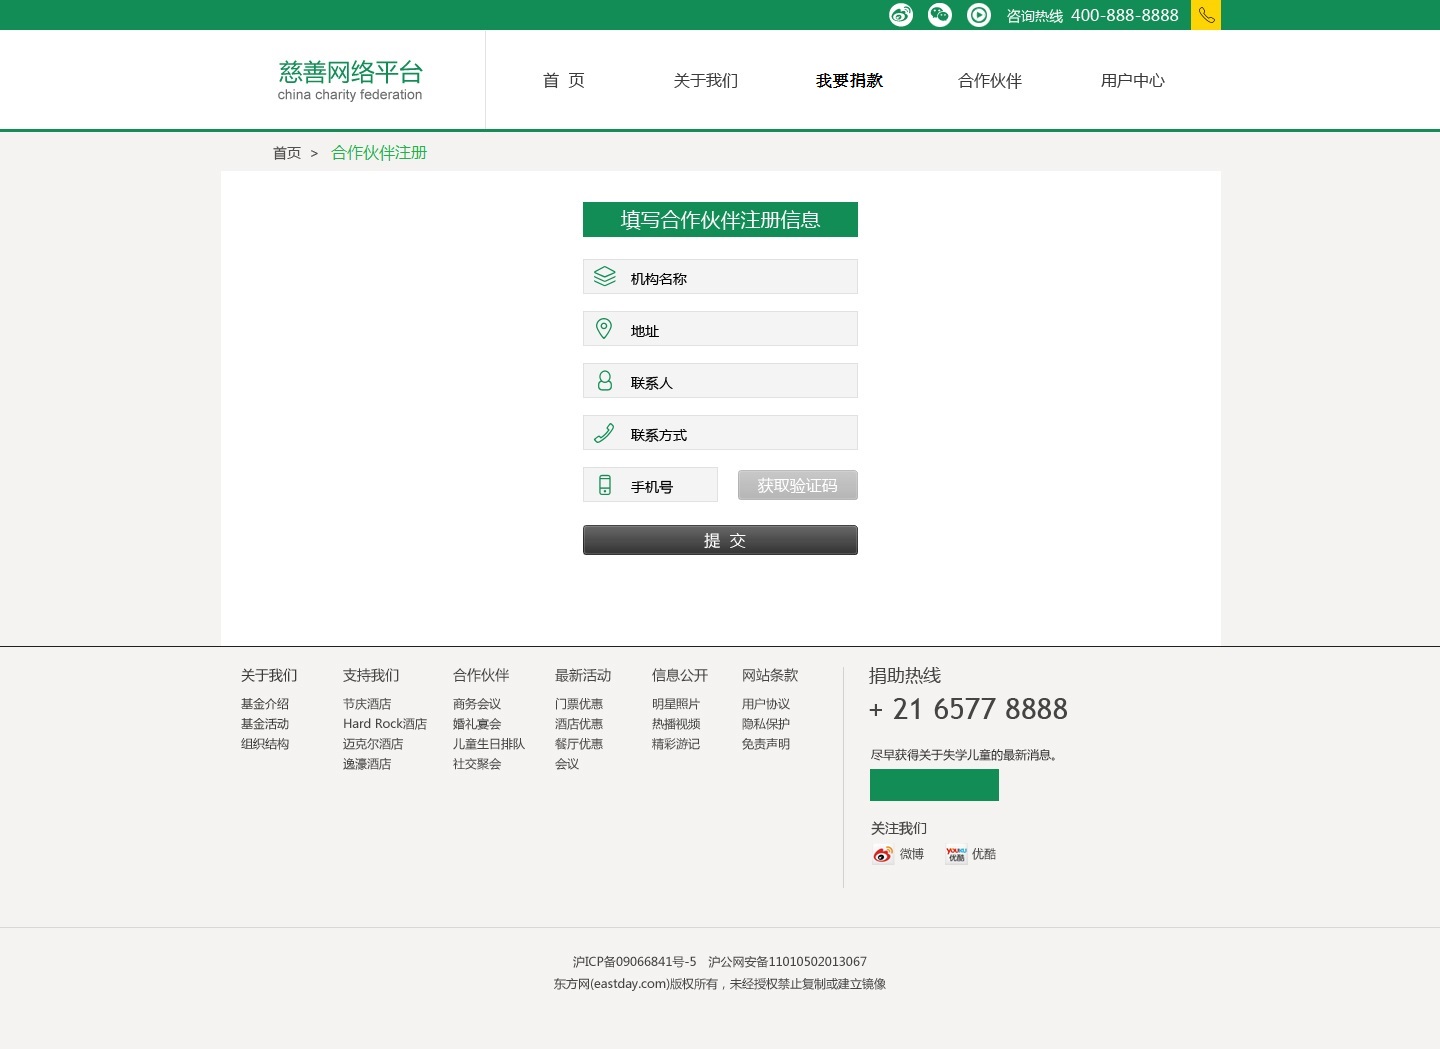 咨询热线 400-888-8888
慈善网络平台
china charity federation
首 页 关于我们 我要捐款 合作伙伴 用户中心
首页 > 合作伙伴注册
填写合作伙伴注册信息
机构名称
地址
联系人
联系方式
手机号 获取验证码
提 交
关于我们
基金介绍
基金活动
组织结构
支持我们
节庆酒店
Hard Rock酒店
迈克尔酒店
逸濠酒店
合作伙伴
商务会议
婚礼宴会
儿童生日排队
社交聚会
最新活动
门票优惠
酒店优惠
餐厅优惠
会议
信息公开
明星照片
热播视频
精彩游记
网站条款
用户协议
隐私保护
免责声明
捐助热线
+ 21 6577 8888
尽早获得关于失学儿童的最新消息。
关注我们
微博 YOUKU 优酷 优酷
沪ICP备09066841号-5 沪公网安备11010502013067
东方网(eastday.com)版权所有，未经授权禁止复制或建立镜像